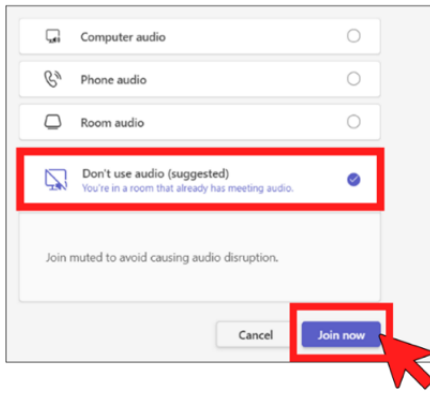 Computer audio
Phone audio
Room audio
Don't use audio (suggested)
You're in a room that already has meeting audio.
Join muted to avoid causing audio disruption.
Cancel
Join now